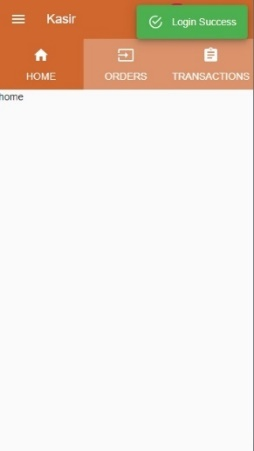 Kasir
Login Success
HOME
ORDERS
TRANSACTIONS
home